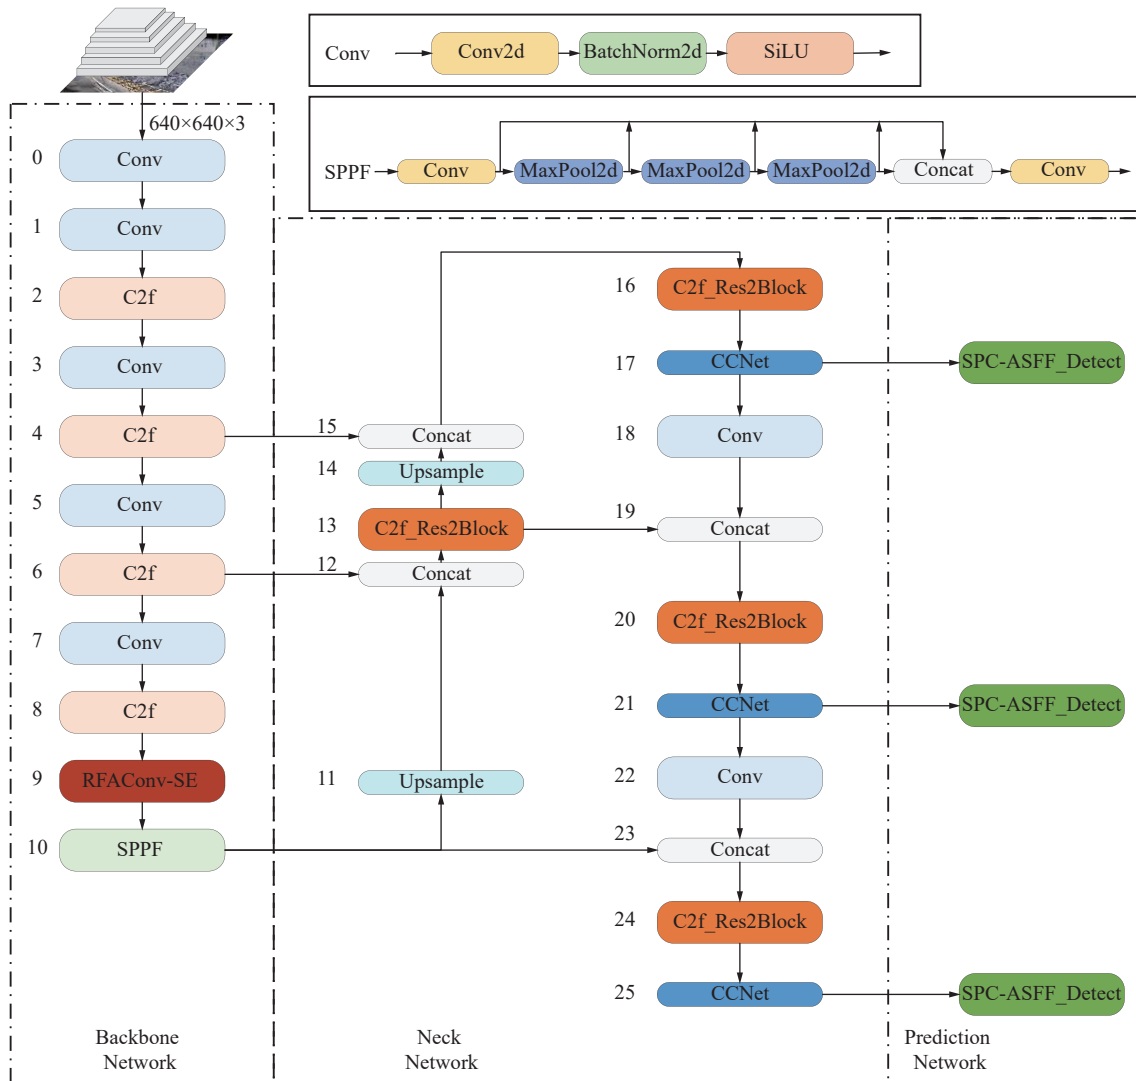 Conv
Conv2d
BatchNorm2d
SiLU
640×640×3
SPPF
Conv
MaxPool2d
MaxPool2d
MaxPool2d
Concat
Conv
0
Conv
1
Conv
2
C2f
3
Conv
4
C2f
5
Conv
6
C2f
7
Conv
8
C2f
9
RFAConv-SE
10
SPPF
15
Concat
14
Upsample
13
C2f_Res2Block
12
Concat
11
Upsample
16
C2f_Res2Block
17
CCNet
18
Conv
19
Concat
20
C2f_Res2Block
21
CCNet
22
Conv
23
Concat
24
C2f_Res2Block
25
CCNet
SPC-ASFF_Detect
SPC-ASFF_Detect
SPC-ASFF_Detect
Backbone
Network
Neck
Network
Prediction
Network